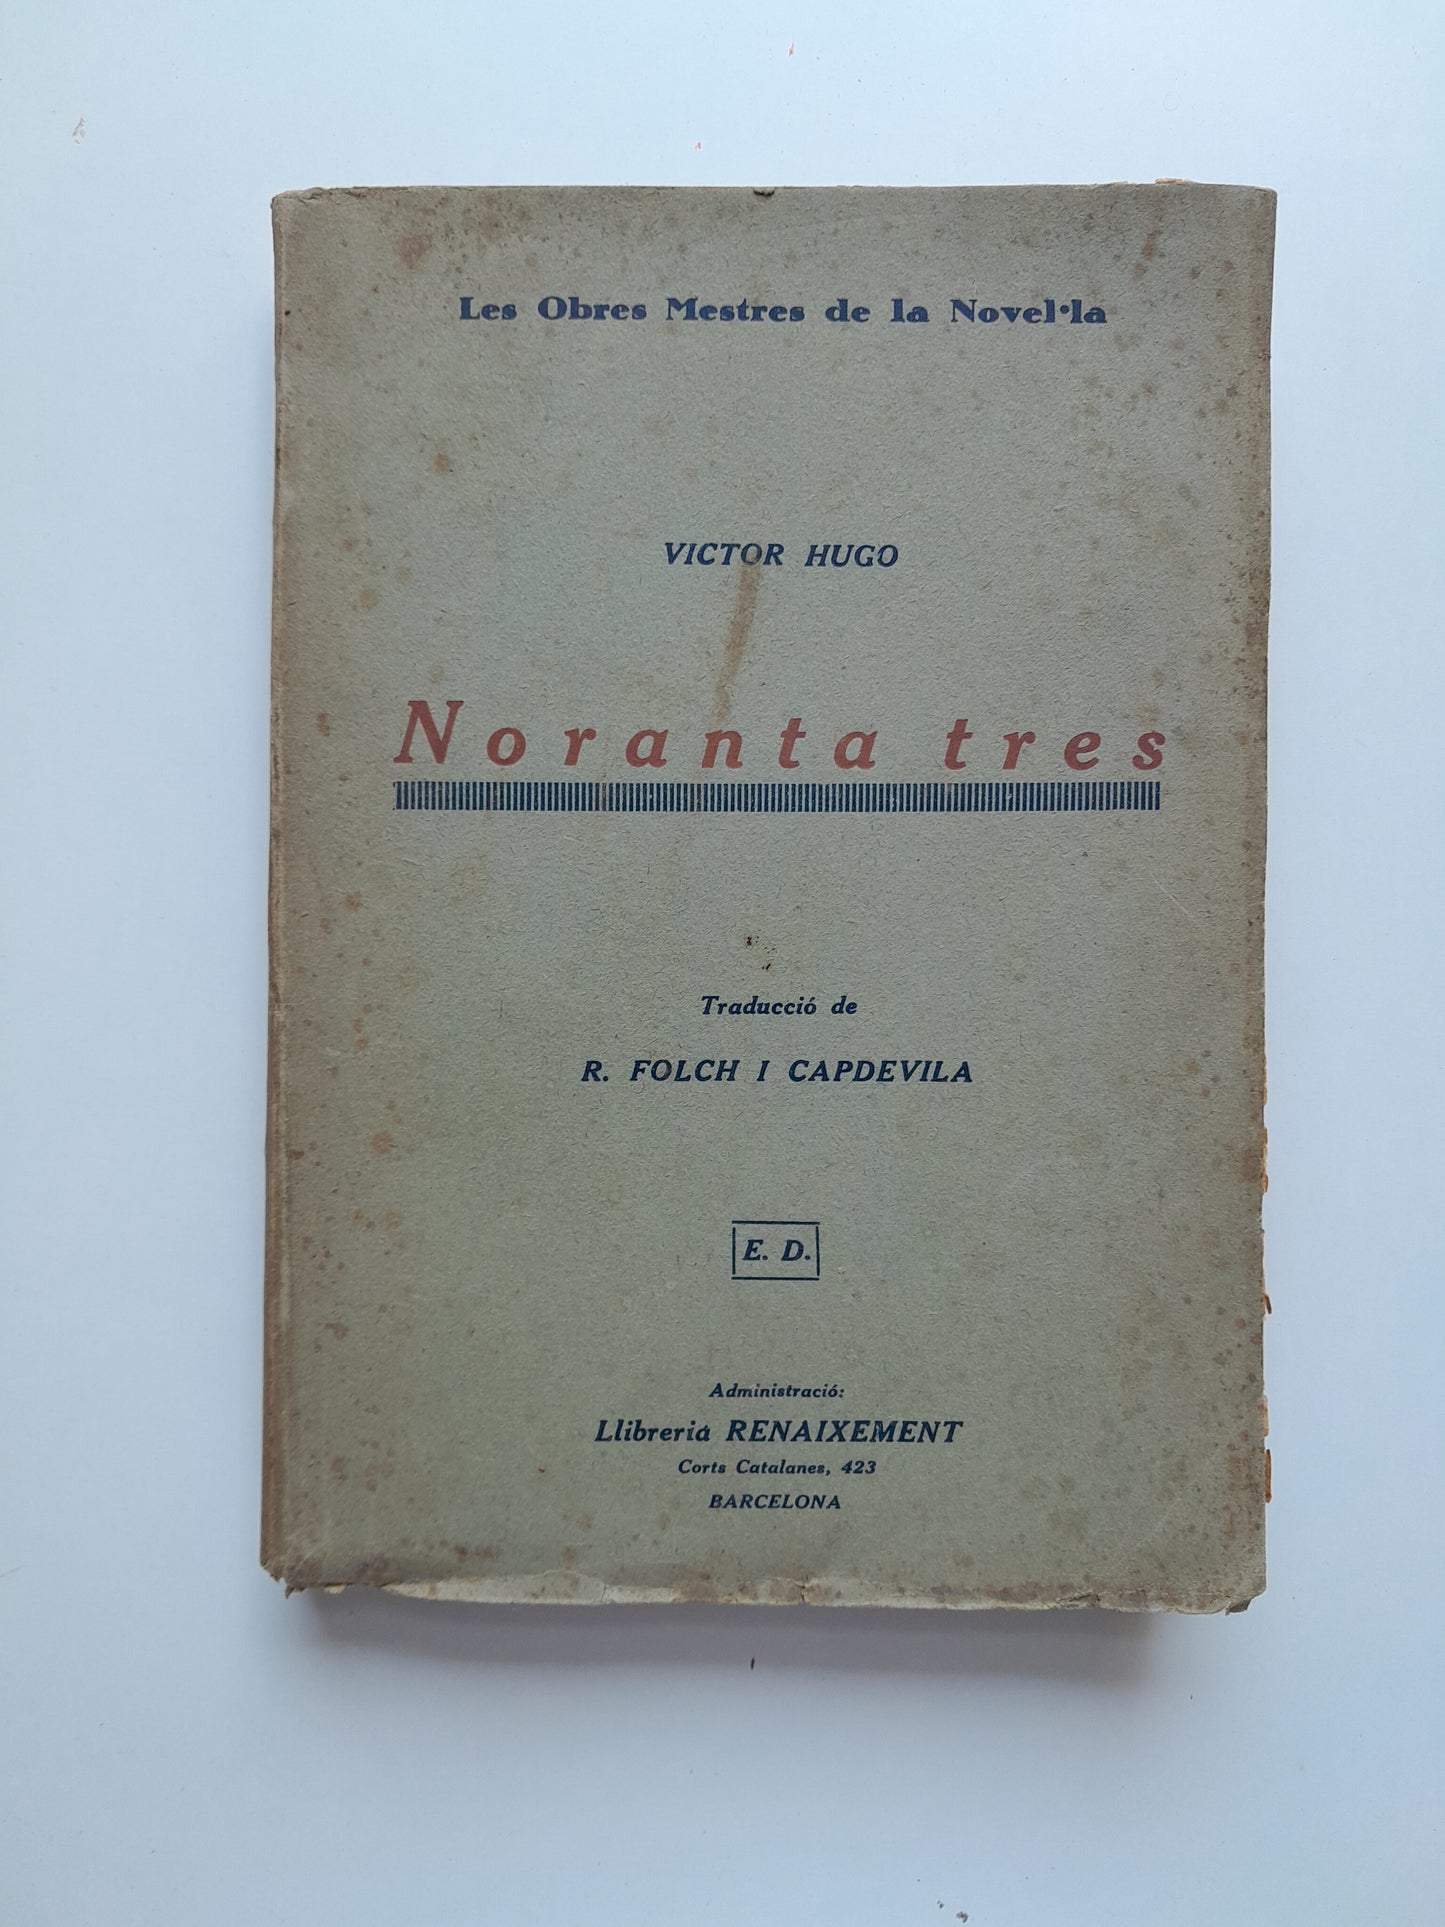 Les Obres Mestres de la Novel·la
VICTOR HUGO
Noranta tres
Traducció de
R. FOLCH I CAPDEVILA
E. D.
Administració:
Llibreria RENAIXEMENT
Corts Catalanes, 423
BARCELONA